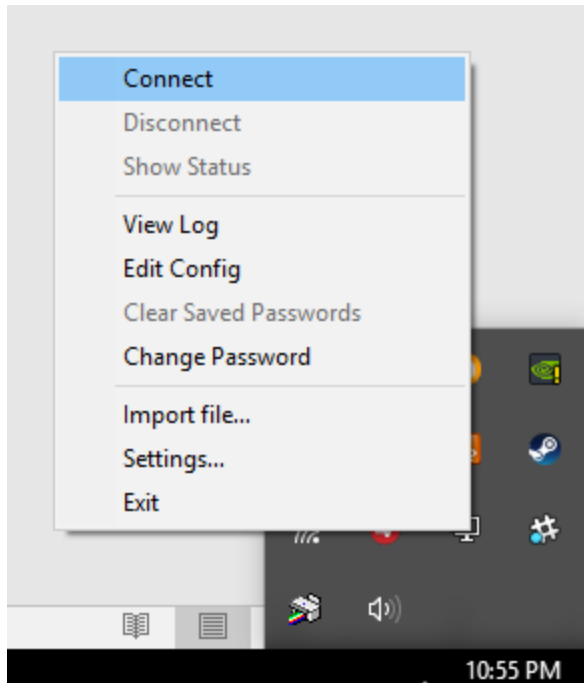 Connect
Disconnect
Show Status
View Log
Edit Config
Clear Saved Passwords
Change Password
Import file...
Settings...
Exit
10:55 PM